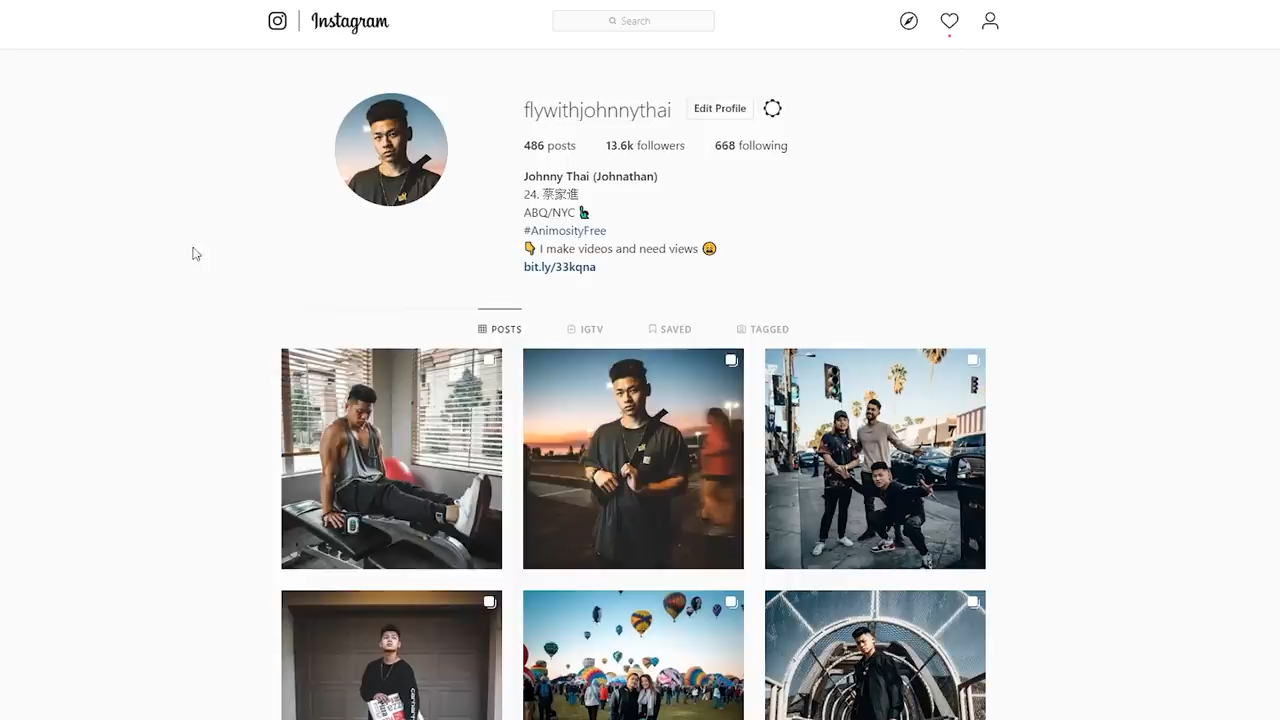 Instagram
Search
flywithjohnnythai Edit Profile
486 posts 13.6k followers 668 following
Johnny Thai (Johnathan)
24. 蔡家進
ABQ/NYC 🗽
#AnimosityFree
👇 I make videos and need views 😩
bit.ly/33kqna
POSTS IGTV SAVED TAGGED